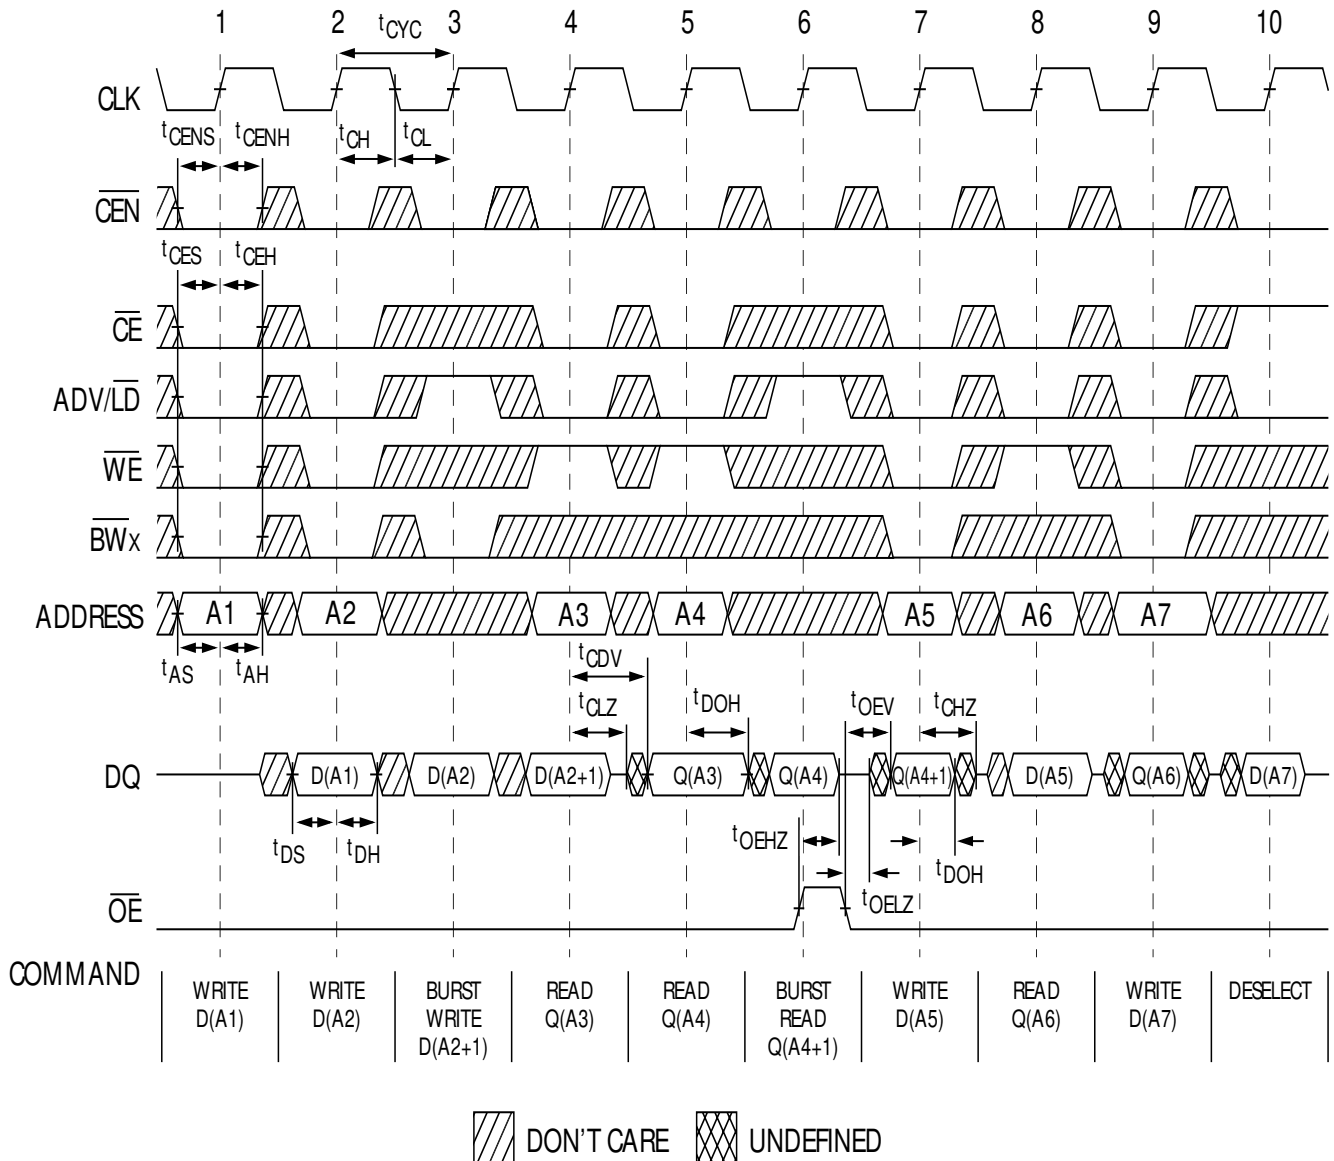 1 2 3 4 5 6 7 8 9 10
tCYC
CLK
tCENS tCENH tCH tCL
CEN
tCES tCEH
CE
ADV/LD
WE
BWx
ADDRESS A1 A2 A3 A4 A5 A6 A7
tAS tAH
tCDV
tCLZ tDOH tOEV tCHZ
DQ D(A1) D(A2) D(A2+1) Q(A3) Q(A4) Q(A4+1) D(A5) Q(A6) D(A7)
tDS tDH tOEHZ tDOH
tOELZ
OE
COMMAND
WRITE
D(A1)
WRITE
D(A2)
BURST
WRITE
D(A2+1)
READ
Q(A3)
READ
Q(A4)
BURST
READ
Q(A4+1)
WRITE
D(A5)
READ
Q(A6)
WRITE
D(A7)
DESELECT
DON'T CARE
UNDEFINED